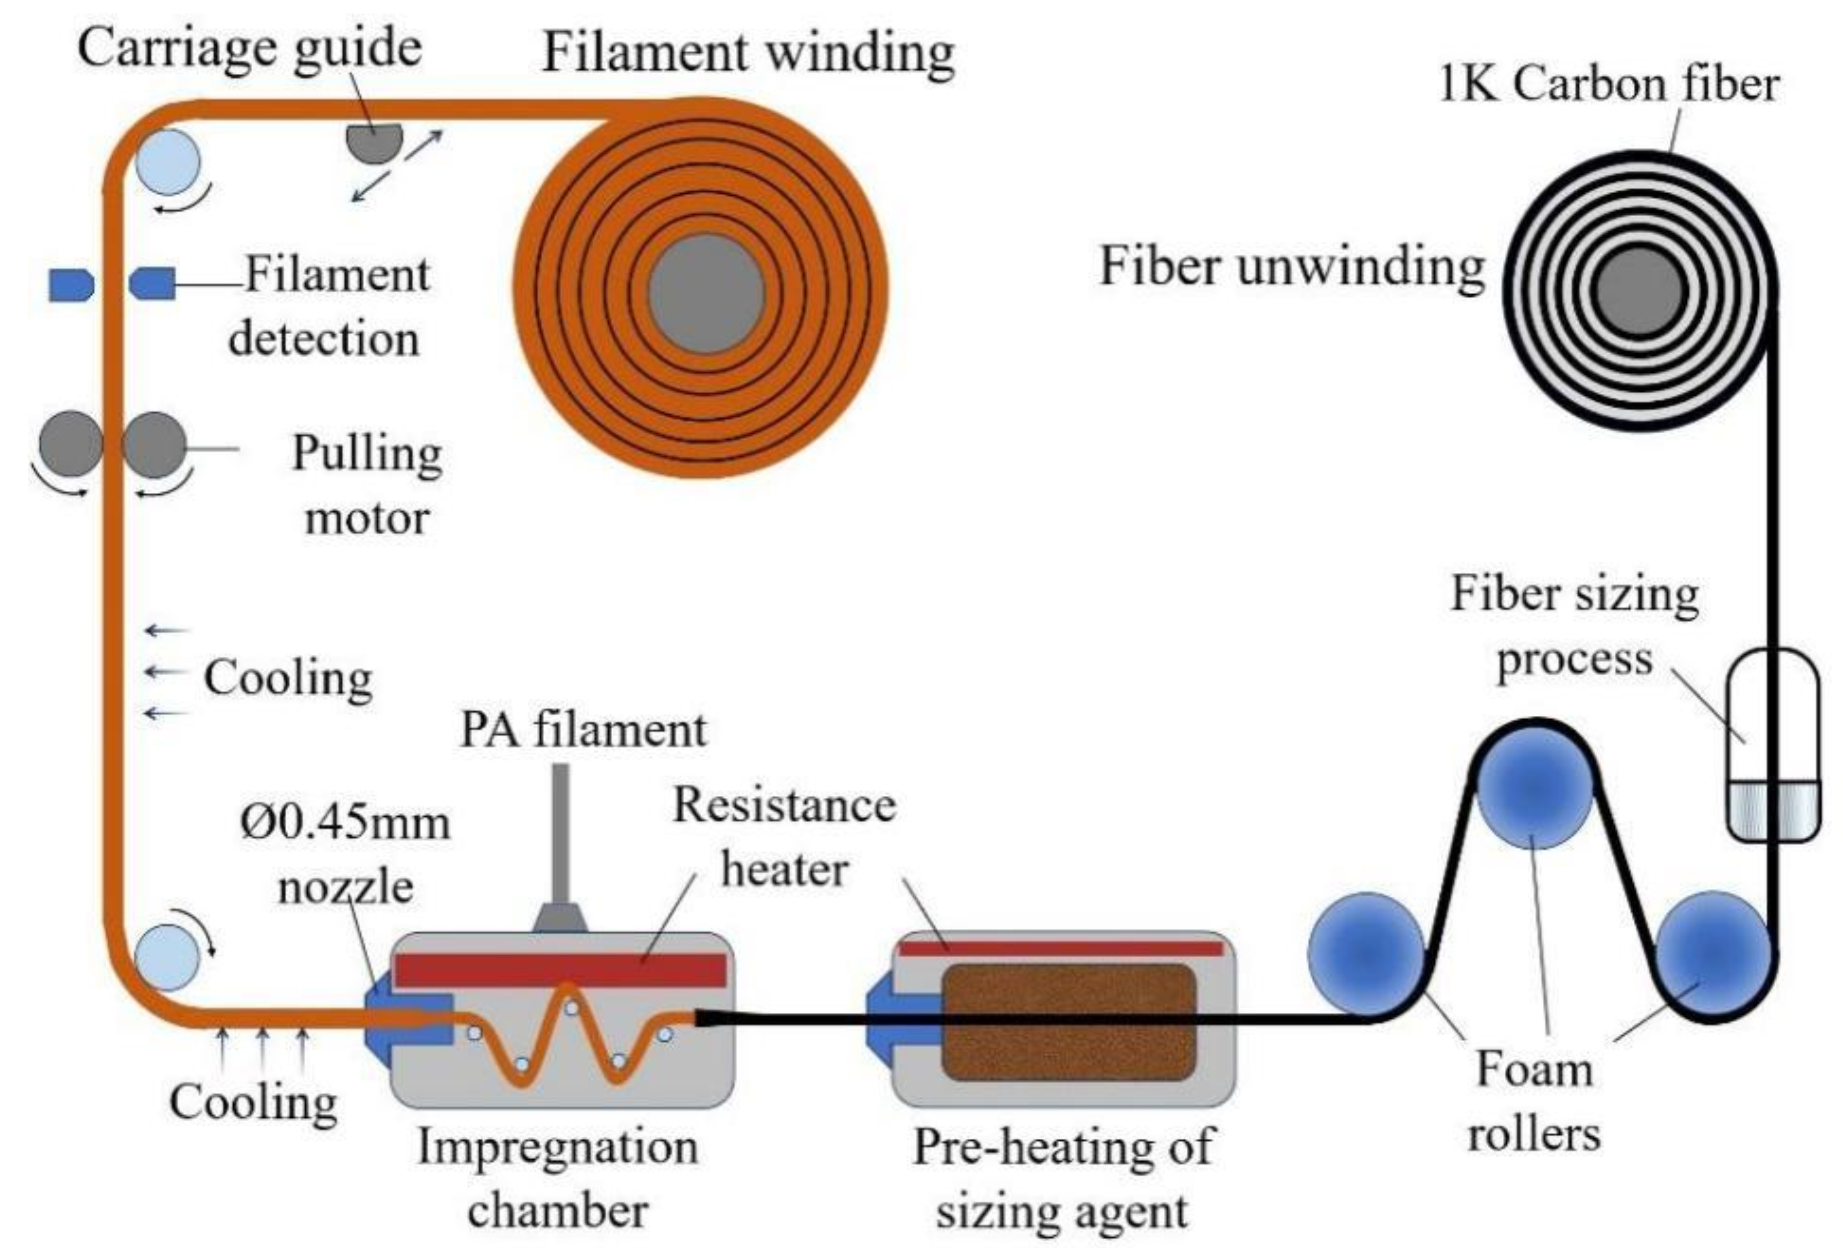 Carriage guide
Filament winding
1K Carbon fiber
Fiber unwinding
Filament
detection
Pulling
motor
Fiber sizing
process
Cooling
PA filament
Resistance
heater
Ø0.45mm
nozzle
Cooling
Foam
rollers
Impregnation
chamber
Pre-heating of
sizing agent